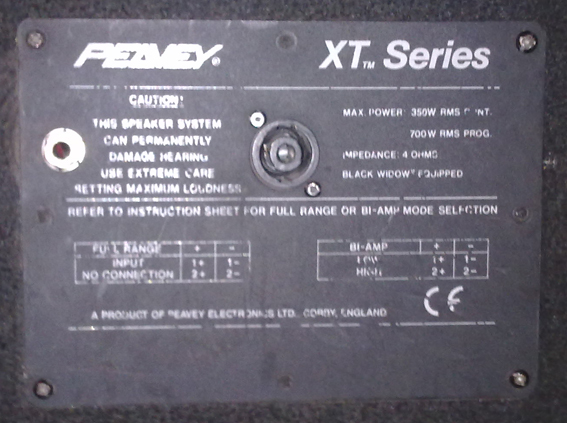 PEAVEY®
XT™ Series
CAUTION!
THIS SPEAKER SYSTEM
CAN PERMANENTLY
DAMAGE HEARING
USE EXTREME CARE
SETTING MAXIMUM LOUDNESS
MAX. POWER: 350W RMS CONT.
700W RMS PROG.
IMPEDANCE: 4 OHMS
BLACK WIDOW® EQUIPPED
REFER TO INSTRUCTION SHEET FOR FULL RANGE OR BI-AMP MODE SELECTION
FULL RANGE + -
INPUT 1+ 1-
NO CONNECTION 2+ 2-
BI-AMP + -
LOW 1+ 1-
HIGH 2+ 2-
A PRODUCT OF PEAVEY ELECTRONICS LTD., CORBY, ENGLAND
CE